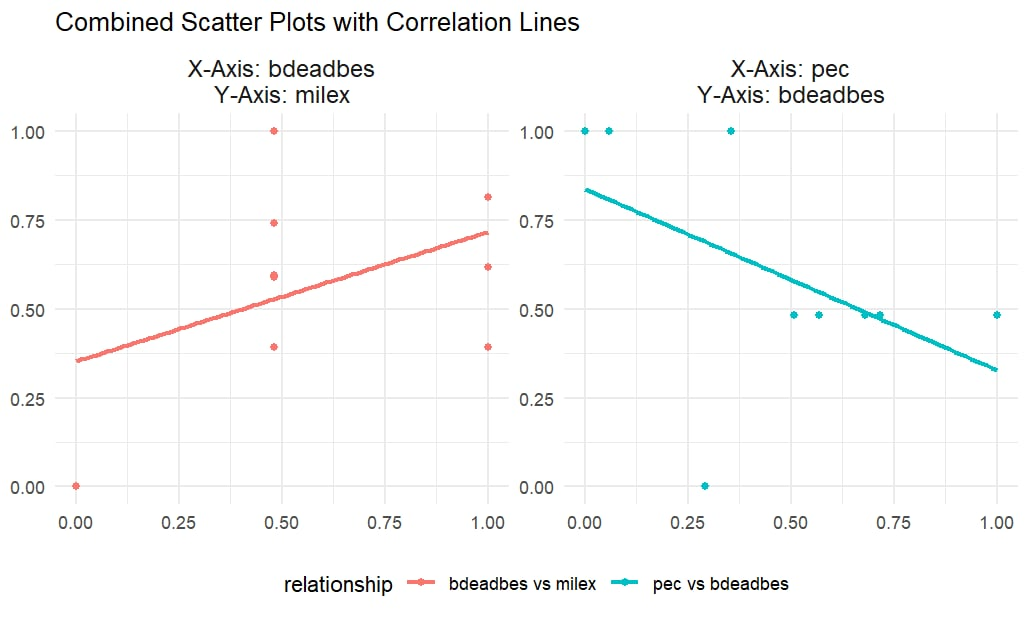 Combined Scatter Plots with Correlation Lines
X-Axis: bdeadbes
Y-Axis: milex
X-Axis: pec
Y-Axis: bdeadbes
1.00
0.75
0.50
0.25
0.00
1.00
0.75
0.50
0.25
0.00
0.00 0.25 0.50 0.75 1.00
0.00 0.25 0.50 0.75 1.00
relationship bdeadbes vs milex pec vs bdeadbes